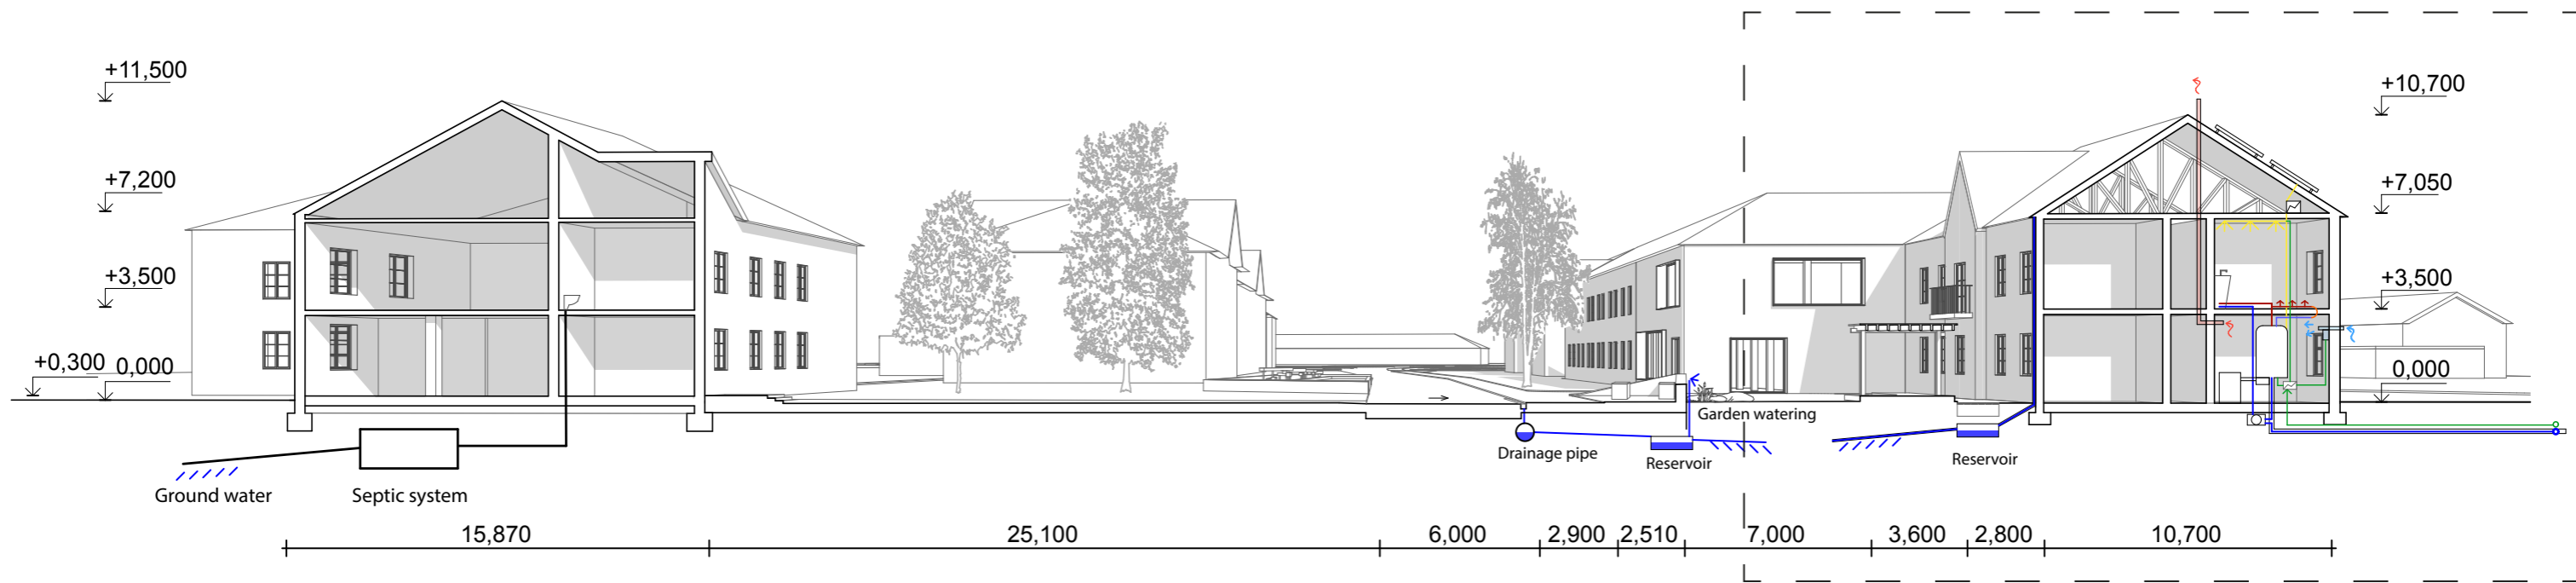 +11,500
+10,700
+7,200
+7,050
+3,500
+3,500
+0,300 0,000
0,000
Garden watering
Drainage pipe
Reservoir
Reservoir
Ground water
Septic system
15,870
25,100
6,000
2,900
2,510
7,000
3,600
2,800
10,700